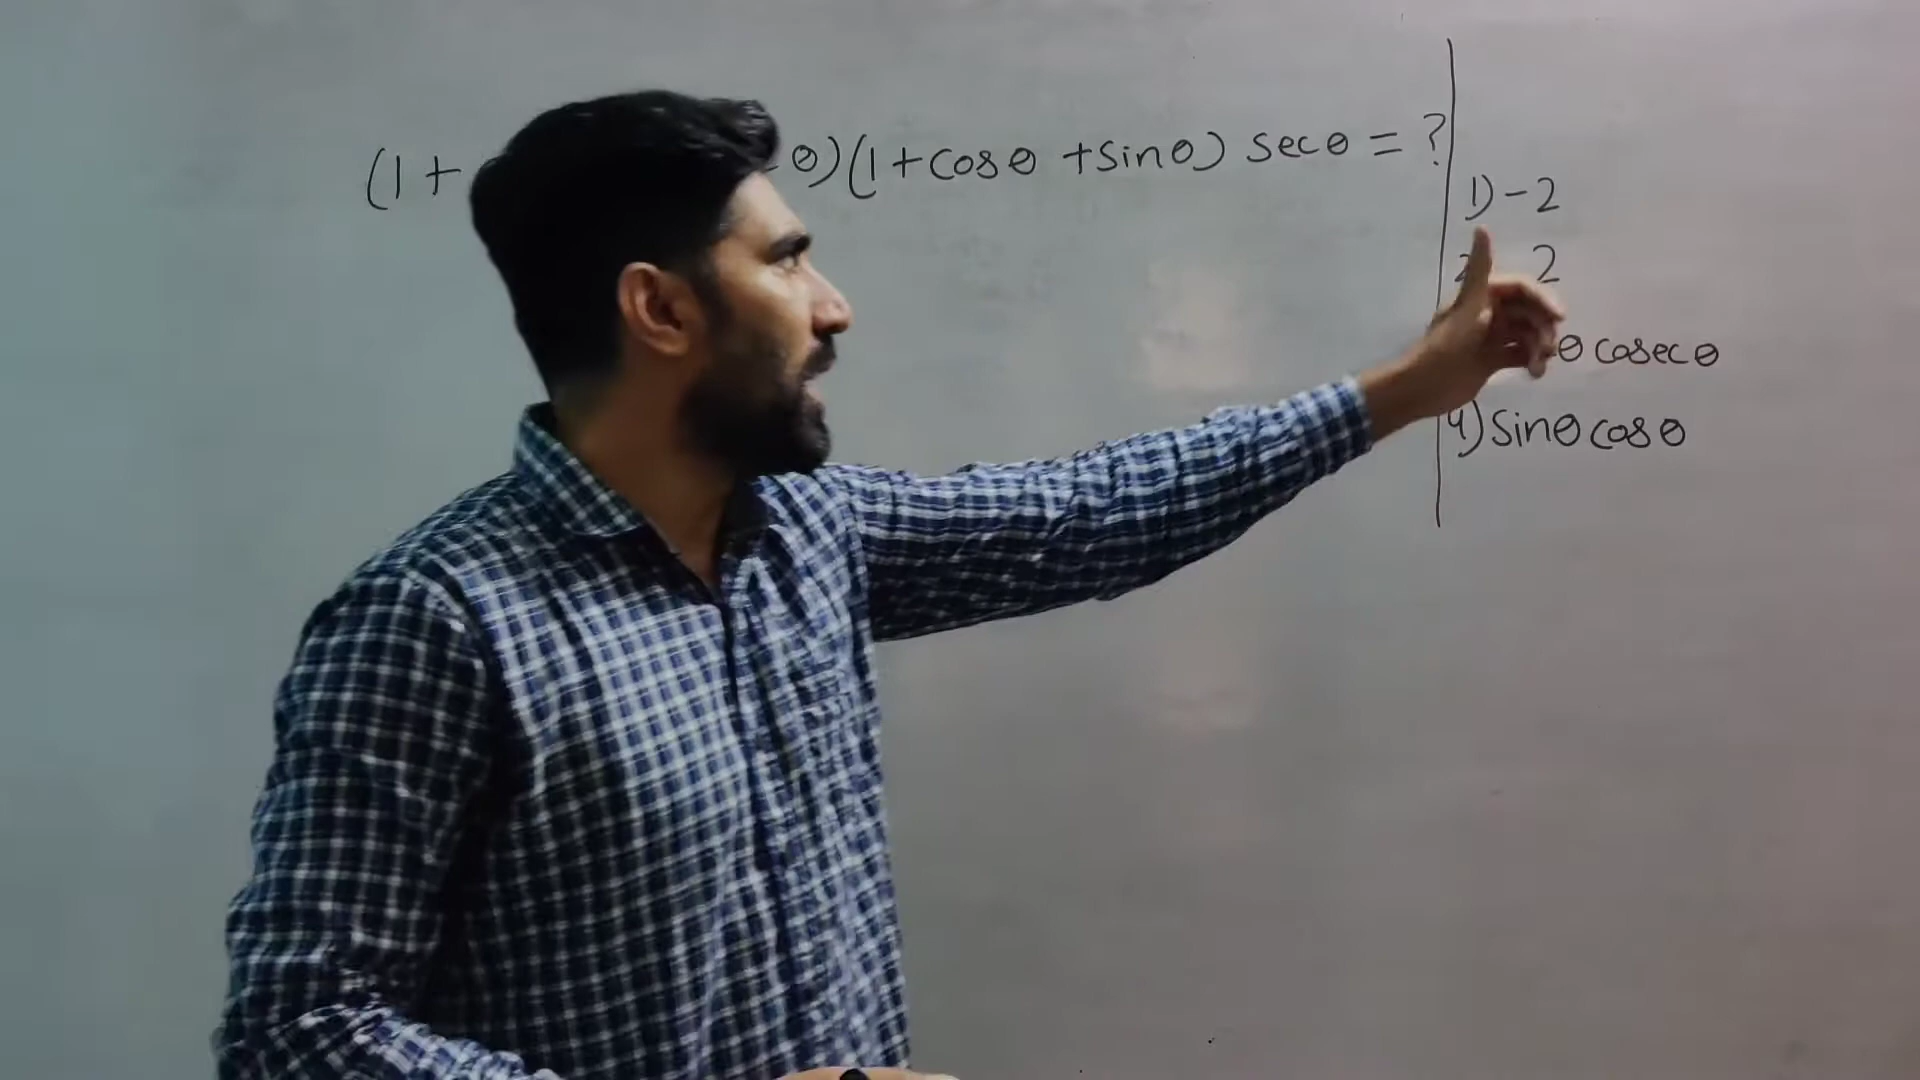 (1+ θ)(1+cosθ +sinθ) secθ = ?
1) -2
2
θ cosecθ
4) sinθ cosθ